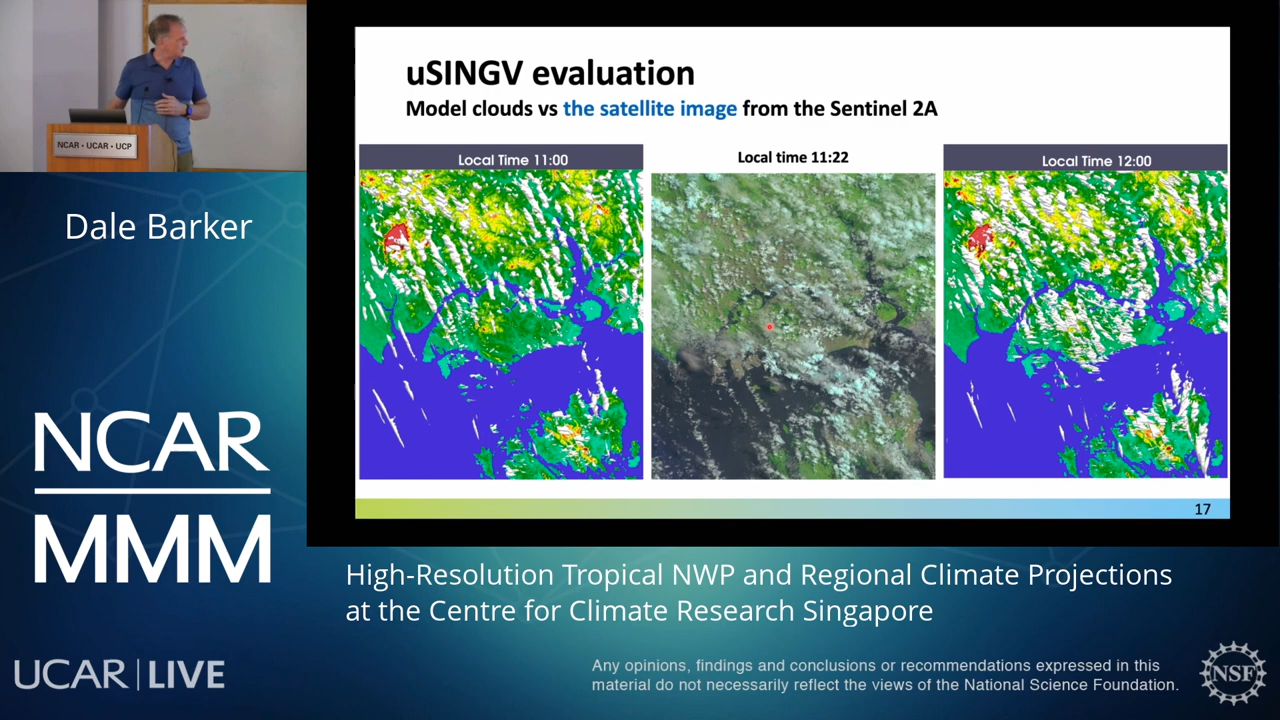 NCAR • UCAR • UCP
Dale Barker
NCAR
MMM
UCAR | LIVE
uSINGV evaluation
Model clouds vs the satellite image from the Sentinel 2A
Local Time 11:00
Local time 11:22
Local Time 12:00
17
High-Resolution Tropical NWP and Regional Climate Projections
at the Centre for Climate Research Singapore
Any opinions, findings and conclusions or recommendations expressed in this
material do not necessarily reflect the views of the National Science Foundation.
NSF